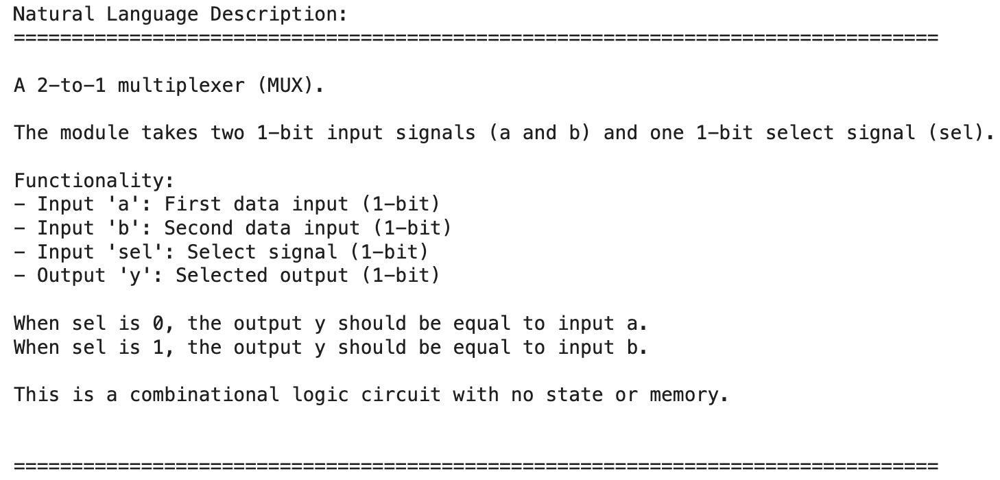 Natural Language Description:
================================================================================
A 2-to-1 multiplexer (MUX).
The module takes two 1-bit input signals (a and b) and one 1-bit select signal (sel).
Functionality:
- Input 'a': First data input (1-bit)
- Input 'b': Second data input (1-bit)
- Input 'sel': Select signal (1-bit)
- Output 'y': Selected output (1-bit)
When sel is 0, the output y should be equal to input a.
When sel is 1, the output y should be equal to input b.
This is a combinational logic circuit with no state or memory.
================================================================================